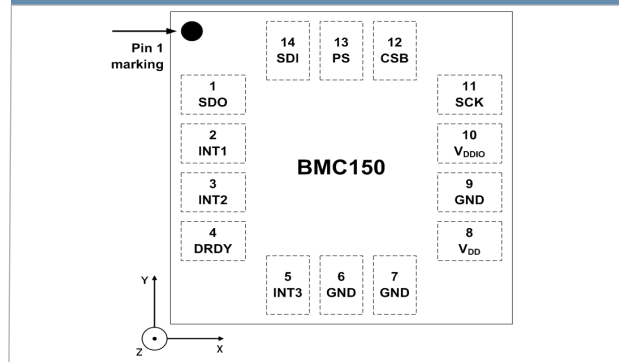 Pin 1
marking
14
SDI
13
PS
12
CSB
1
SDO
11
SCK
2
INT1
10
VDDIO
BMC150
3
INT2
9
GND
4
DRDY
8
VDD
5
INT3
6
GND
7
GND
Y
Z
X